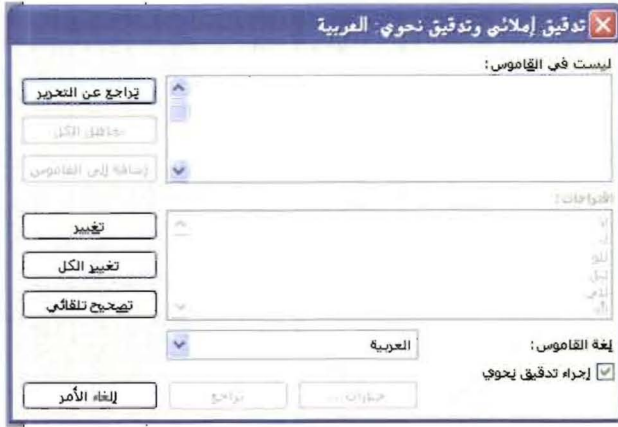 تدقيق إملائي وتدقيق نحوي: العربية
ليست في القاموس:
تراجع عن التحرير
تجاهل الكل
إضافة إلى القاموس
الاقتراحات:
تغيير
تغيير الكل
تصحيح تلقائي
لغة القاموس:
العربية
إجراء تدقيق نحوي
خيارات...
تراجع
إلغاء الأمر